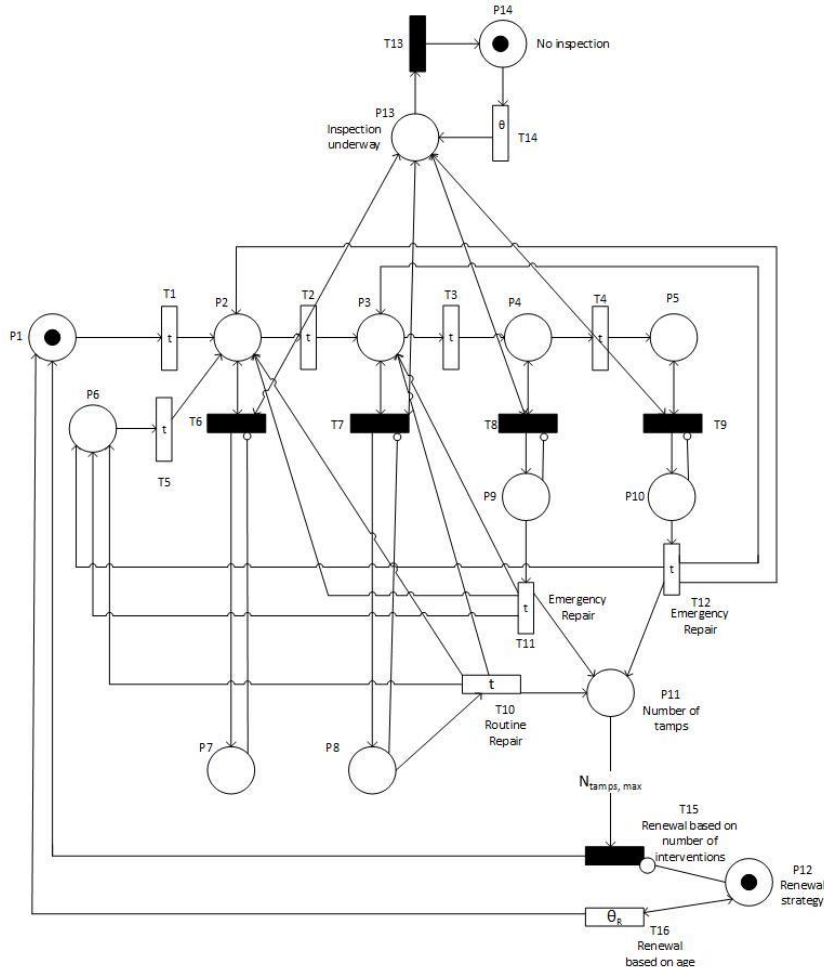 P14
T13
No inspection
P13
Inspection
underway
θ
T14
T1
P2
T2
P3
T3
P4
T4
P5
P1
t
t
t
t
P6
t
T5
T6
T7
T8
T9
P9
P10
t
t
Emergency
Repair
T11
T12
Emergency
Repair
t
T10
Routine
Repair
P11
Number of
tamps
P7
P8
Ntamps, max
T15
Renewal based on
number of
interventions
P12
Renewal
strategy
θR
T16
Renewal
based on age